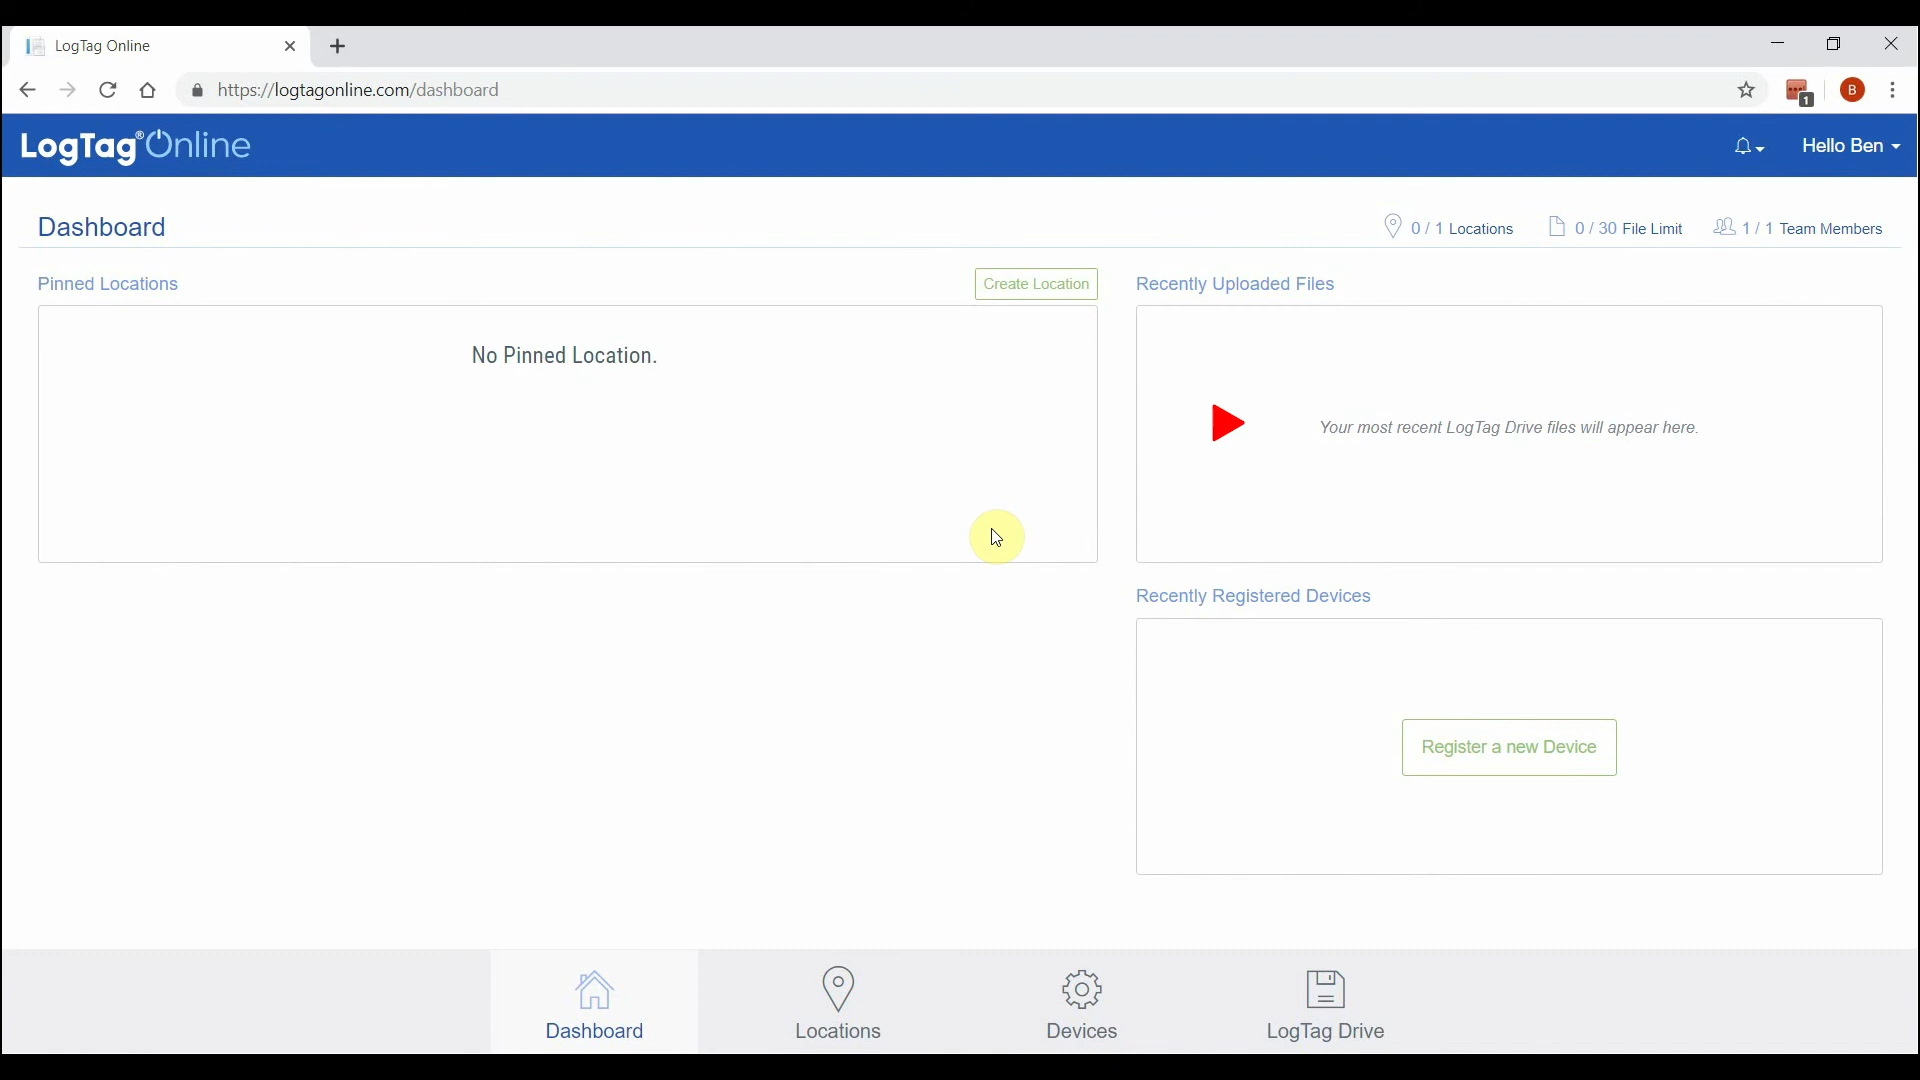 LogTag Online
https://logtagonline.com/dashboard
1
B
LogTag® Online
Hello Ben
Dashboard
0 / 1 Locations
0 / 30 File Limit
1 / 1 Team Members
Pinned Locations
Create Location
Recently Uploaded Files
No Pinned Location.
Your most recent LogTag Drive files will appear here.
Recently Registered Devices
Register a new Device
Dashboard
Locations
Devices
LogTag Drive